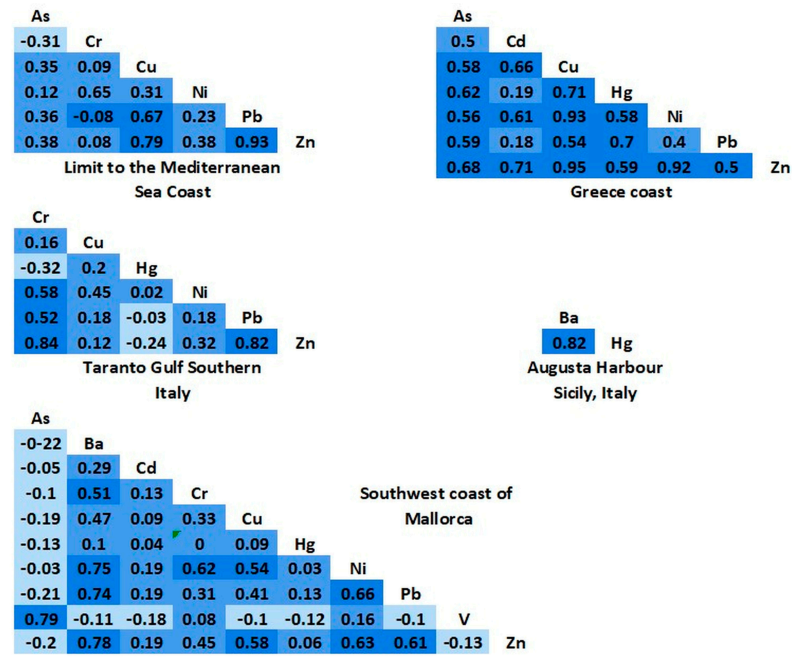 As
-0.31 Cr
0.35 0.09 Cu
0.12 0.65 0.31 Ni
0.36 -0.08 0.67 0.23 Pb
0.38 0.08 0.79 0.38 0.93 Zn
Limit to the Mediterranean
Sea Coast
As
0.5 Cd
0.58 0.66 Cu
0.62 0.19 0.71 Hg
0.56 0.61 0.93 0.58 Ni
0.59 0.18 0.54 0.7 0.4 Pb
0.68 0.71 0.95 0.59 0.92 0.5 Zn
Greece coast
Cr
0.16 Cu
-0.32 0.2 Hg
0.58 0.45 0.02 Ni
0.52 0.18 -0.03 0.18 Pb
0.84 0.12 -0.24 0.32 0.82 Zn
Taranto Gulf Southern
Italy
Ba
0.82 Hg
Augusta Harbour
Sicily, Italy
As
-0-22 Ba
-0.05 0.29 Cd
-0.1 0.51 0.13 Cr
-0.19 0.47 0.09 0.33 Cu
-0.13 0.1 0.04 0 0.09 Hg
-0.03 0.75 0.19 0.62 0.54 0.03 Ni
-0.21 0.74 0.19 0.31 0.41 0.13 0.66 Pb
0.79 -0.11 -0.18 0.08 -0.1 -0.12 0.16 -0.1 V
-0.2 0.78 0.19 0.45 0.58 0.06 0.63 0.61 -0.13 Zn
Southwest coast of
Mallorca